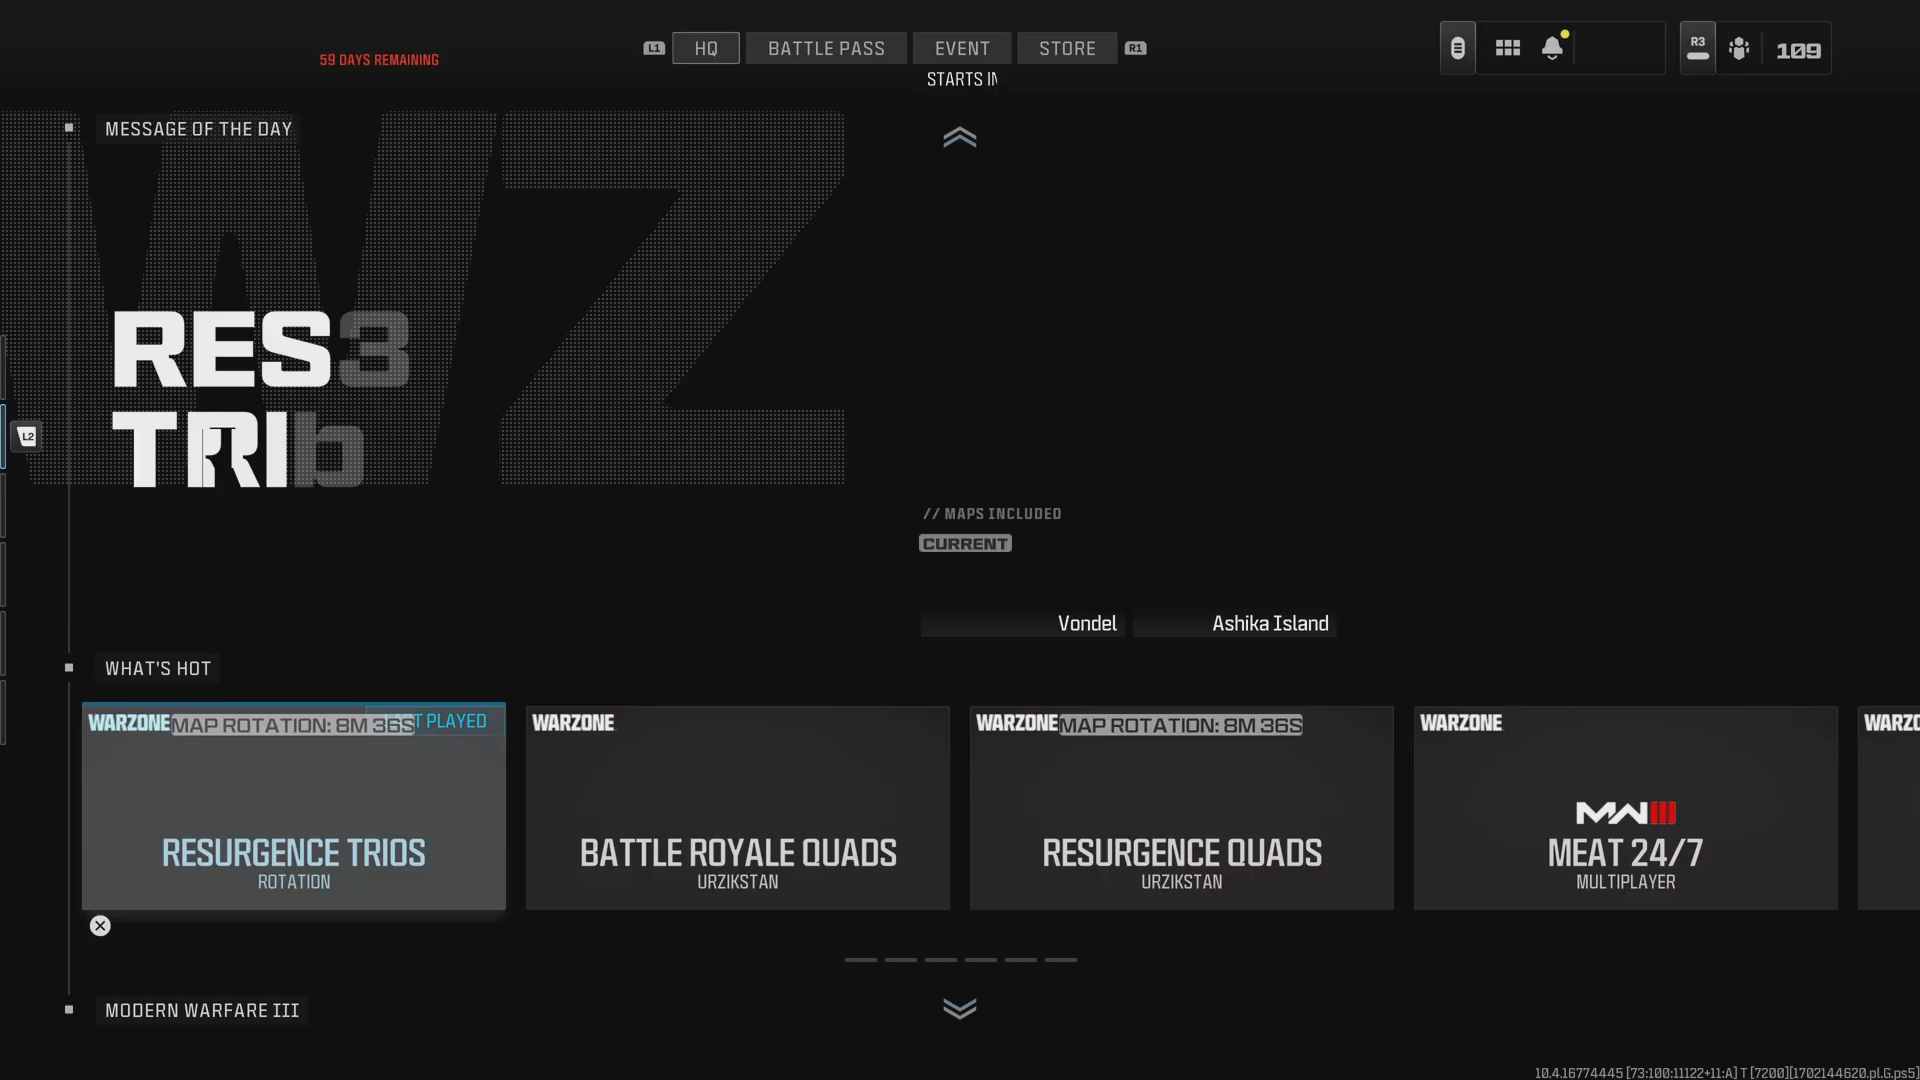 59 DAYS REMAINING
L1 HQ BATTLE PASS EVENT STORE R1
STARTS IN
R3 109
MESSAGE OF THE DAY
WZ
RES3
TRIb
L2
// MAPS INCLUDED
CURRENT
Vondel Ashika Island
WHAT'S HOT
WARZONE MAP ROTATION: 8M 36S LAST PLAYED
RESURGENCE TRIOS
ROTATION
WARZONE
BATTLE ROYALE QUADS
URZIKSTAN
WARZONE MAP ROTATION: 8M 36S
RESURGENCE QUADS
URZIKSTAN
WARZONE
MWIII
MEAT 24/7
MULTIPLAYER
WARZO
MODERN WARFARE III
10.4.16774445 [73:100:11122+11:A] T [7200][1702144620.pl.G.ps5]